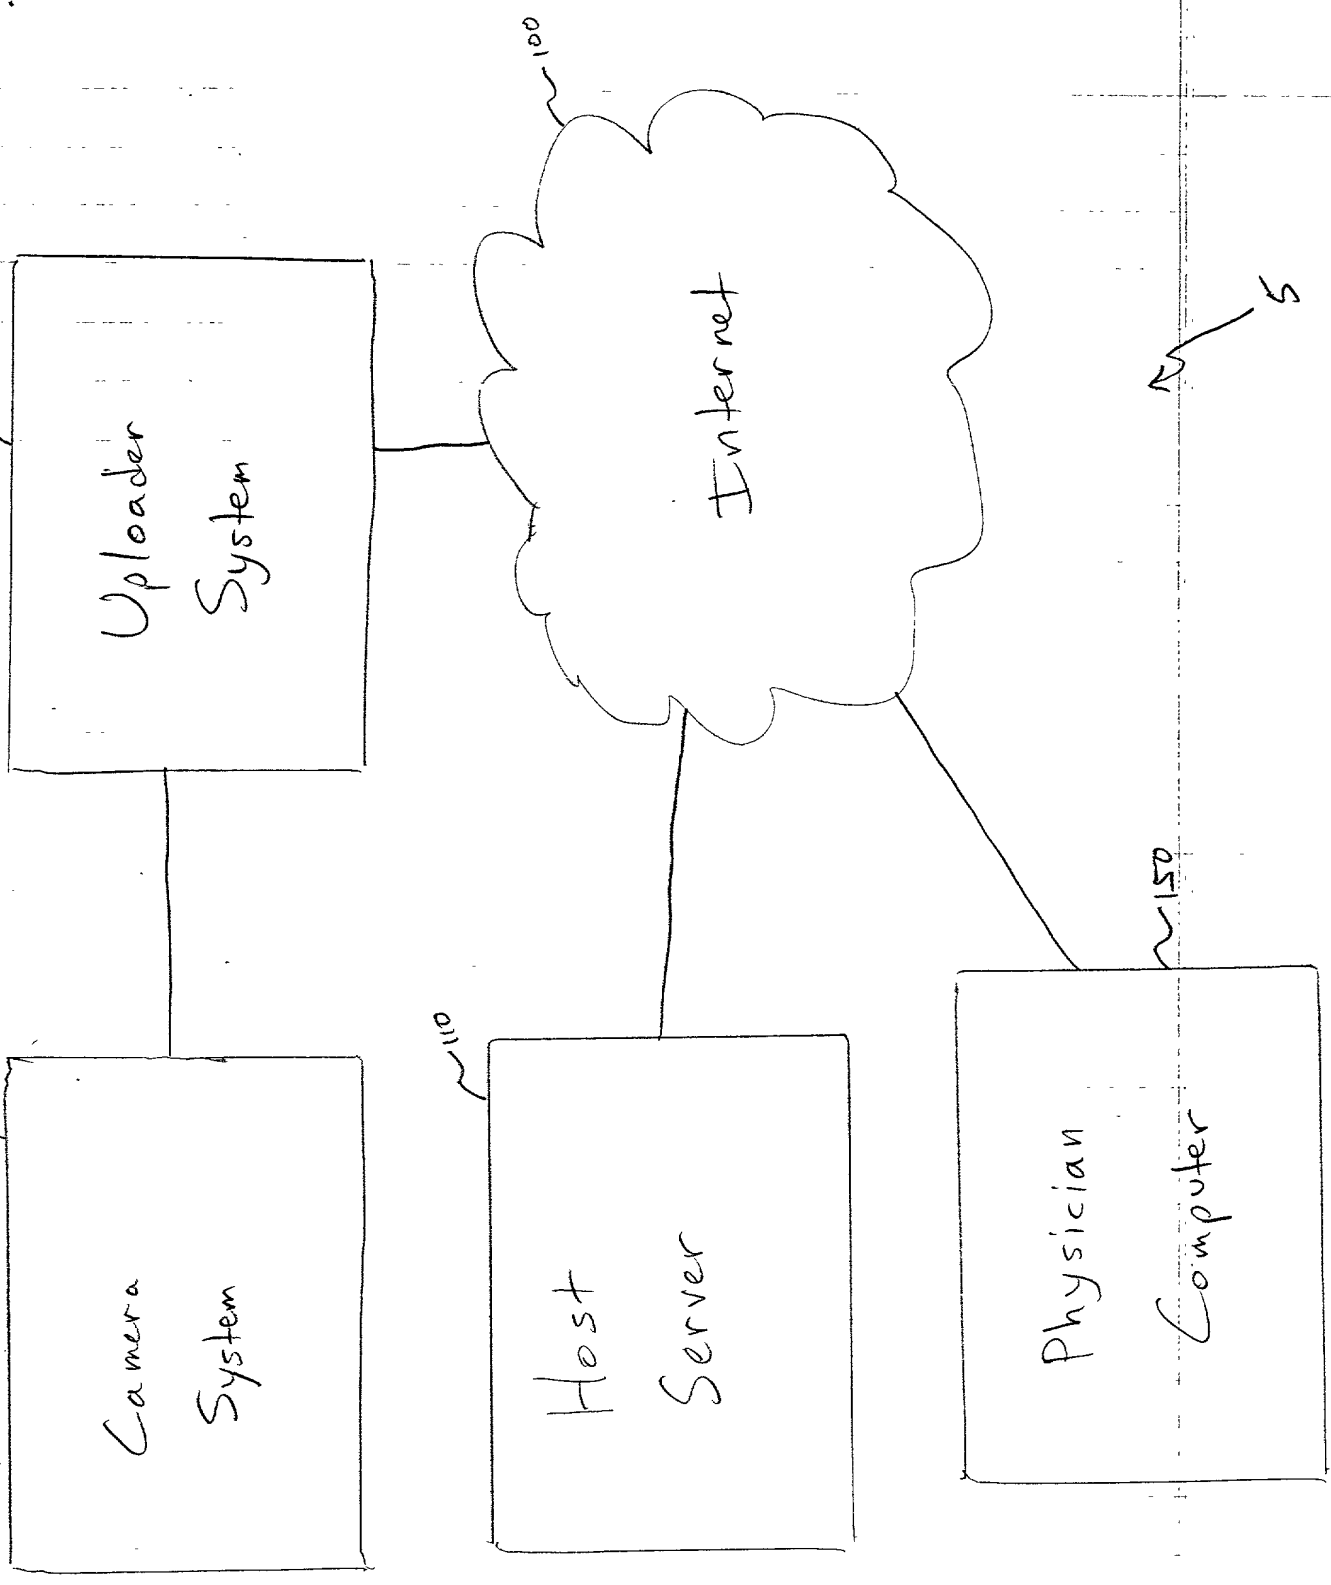 Camera
System
Uploader
System
110
Host
Server
100
Internet
150
Physician
Computer
5